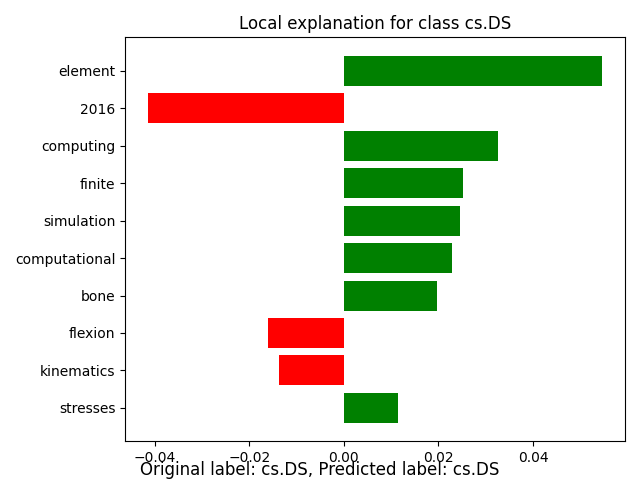 Local explanation for class cs.DS
element
2016
computing
finite
simulation
computational
bone
flexion
kinematics
stresses
−0.04 −0.02 0.00 0.02 0.04
Original label: cs.DS, Predicted label: cs.DS